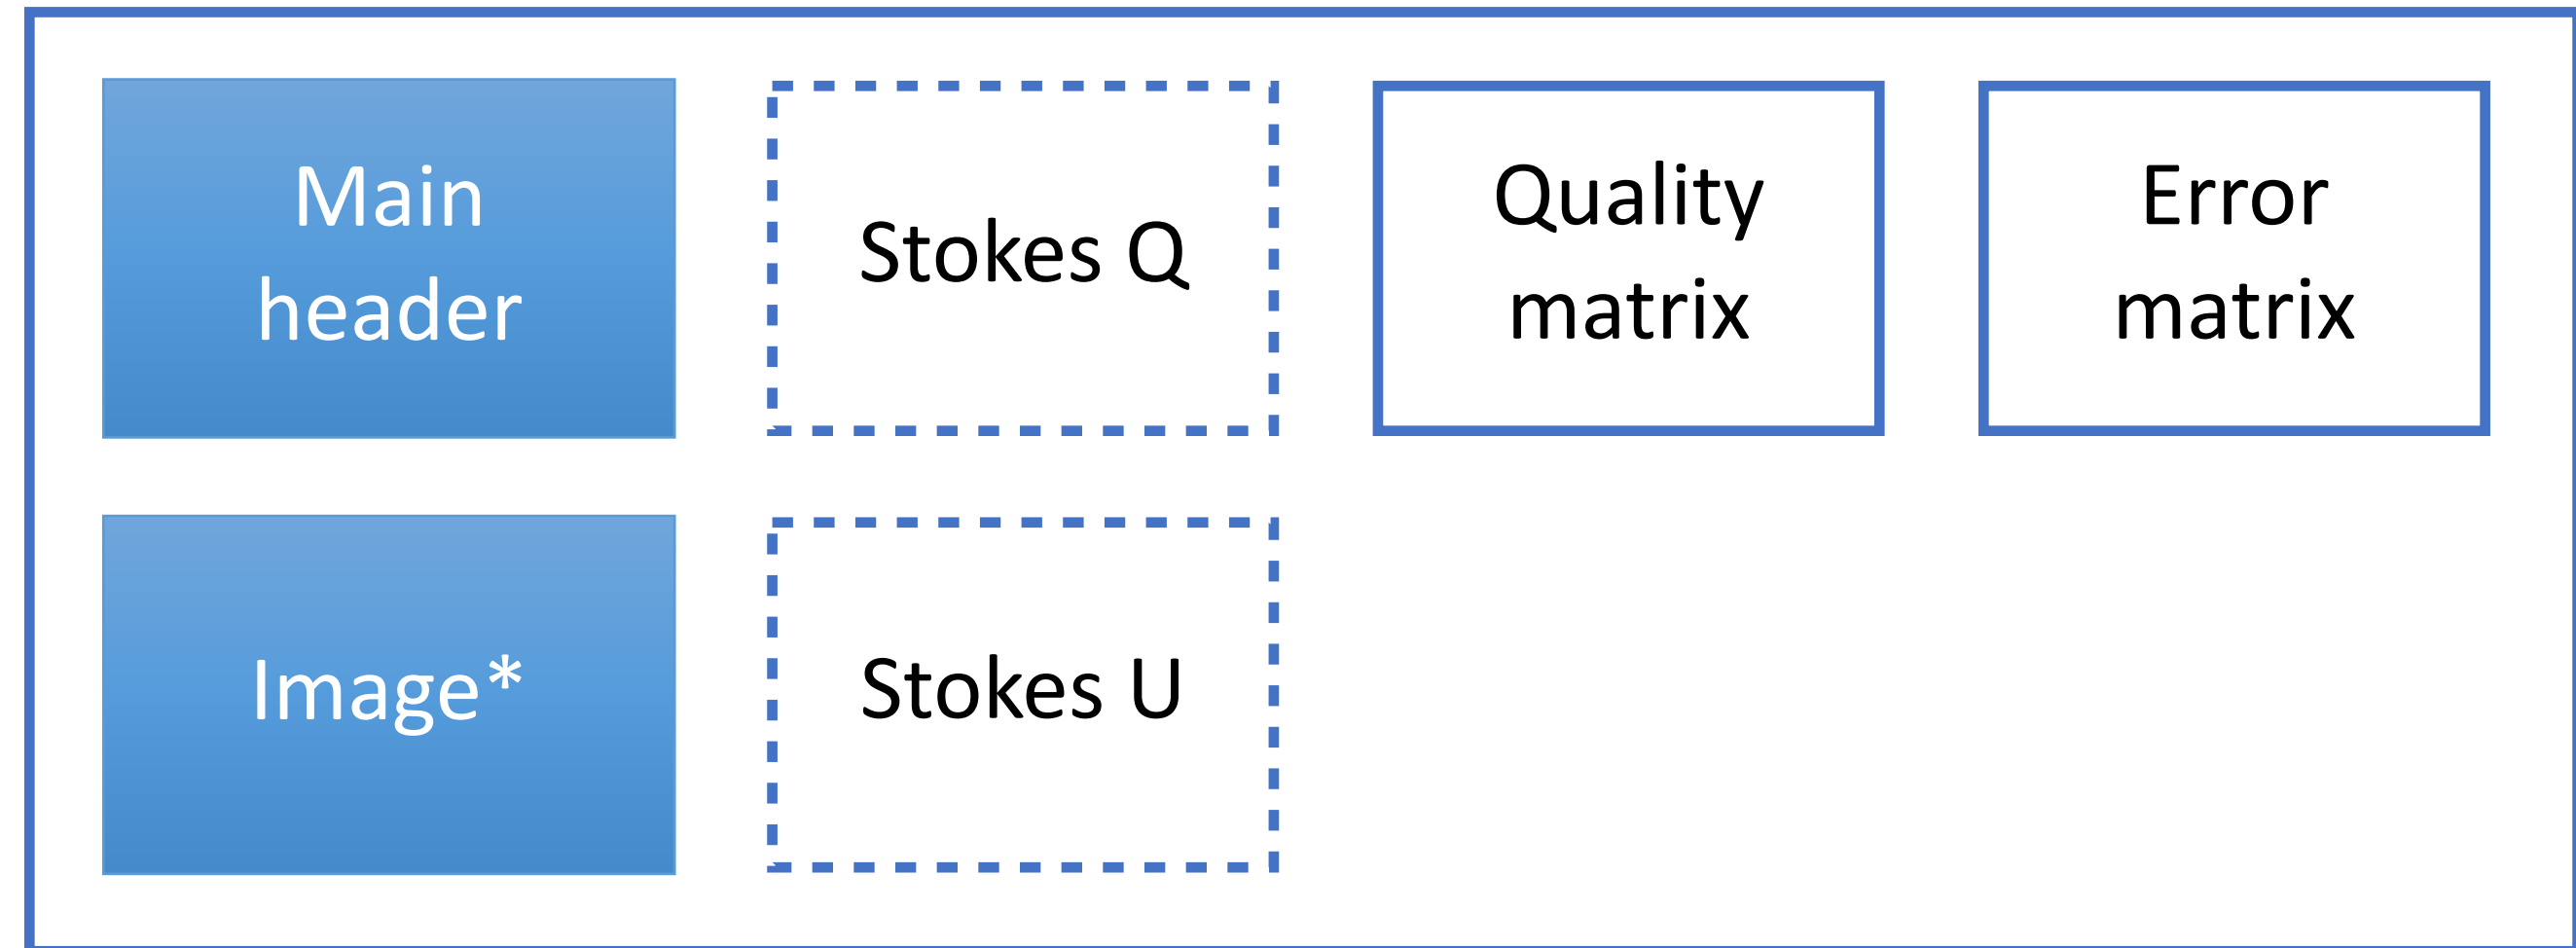 Main
header
Stokes Q
Quality
matrix
Error
matrix
Image*
Stokes U